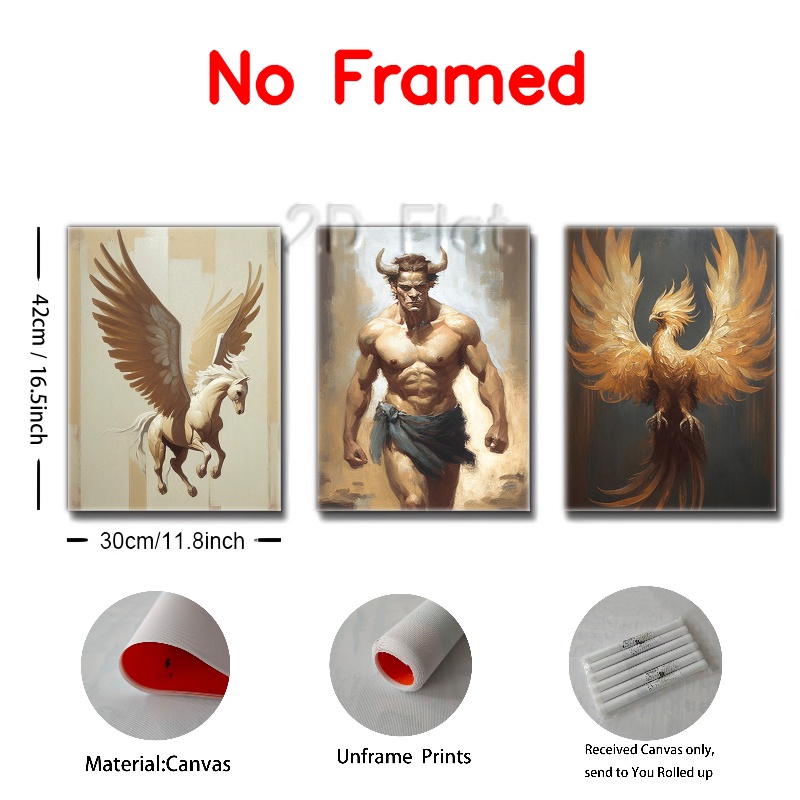 No Framed
2D Flat
42cm / 16.5inch
30cm/11.8inch
Material:Canvas
Unframe Prints
Received Canvas only,
send to You Rolled up